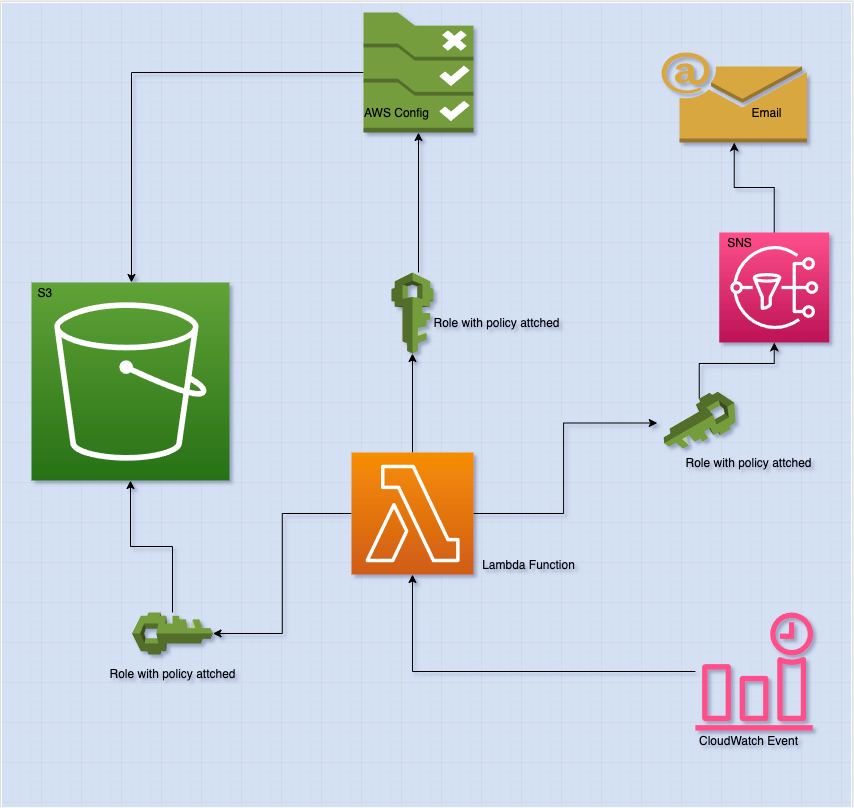 AWS Config
Email
SNS
S3
Role with policy attched
Role with policy attched
Lambda Function
Role with policy attched
CloudWatch Event